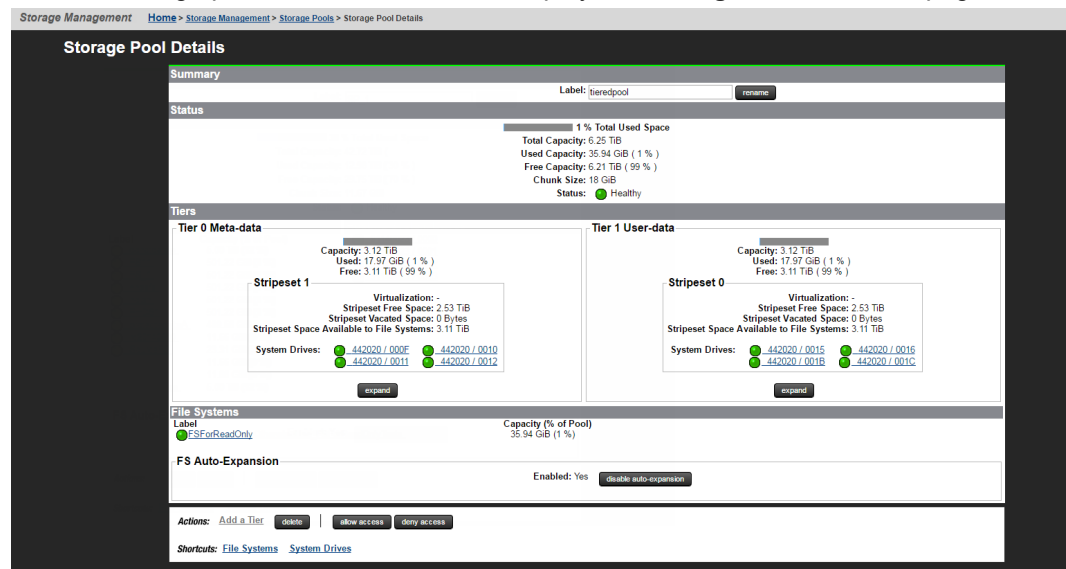 Storage Management Home > Storage Management > Storage Pools > Storage Pool Details
Storage Pool Details
Summary
Label: tieredpool rename
Status
1 % Total Used Space
Total Capacity: 6.25 TiB
Used Capacity: 35.94 GiB ( 1 % )
Free Capacity: 6.21 TiB ( 99 % )
Chunk Size: 18 GiB
Status: Healthy
Tiers
Tier 0 Meta-data
Capacity: 3.12 TiB
Used: 17.97 GiB ( 1 % )
Free: 3.11 TiB ( 99 % )
Stripeset 1
Virtualization: -
Stripeset Free Space: 2.53 TiB
Stripeset Vacated Space: 0 Bytes
Stripeset Space Available to File Systems: 3.11 TiB
System Drives: 442020 / 000F 442020 / 0010
442020 / 0011 442020 / 0012
expand
Tier 1 User-data
Capacity: 3.12 TiB
Used: 17.97 GiB ( 1 % )
Free: 3.11 TiB ( 99 % )
Stripeset 0
Virtualization: -
Stripeset Free Space: 2.53 TiB
Stripeset Vacated Space: 0 Bytes
Stripeset Space Available to File Systems: 3.11 TiB
System Drives: 442020 / 0015 442020 / 0016
442020 / 001B 442020 / 001C
expand
File Systems
Label Capacity (% of Pool)
FSForReadOnly 35.94 GiB (1 %)
FS Auto-Expansion
Enabled: Yes disable auto-expansion
Actions: Add a Tier delete | allow access deny access
Shortcuts: File Systems System Drives